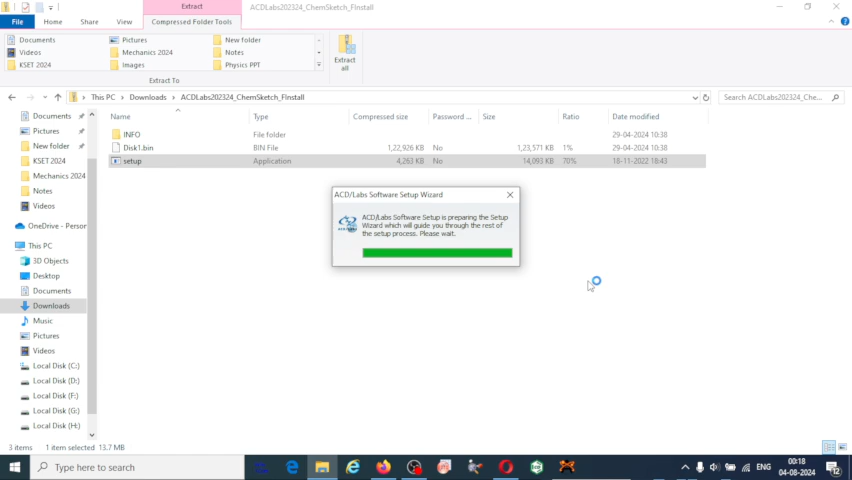 Extract
ACDLabs202324_ChemSketch_FInstall
File
Home
Share
View
Compressed Folder Tools
Documents
Pictures
New folder
Videos
Mechanics 2024
Notes
KSET 2024
Images
Physics PPT
Extract To
Extract all
This PC > Downloads > ACDLabs202324_ChemSketch_FInstall
Search ACDLabs202324_Che...
Name Type Compressed size Password ... Size Ratio Date modified
INFO File folder 29-04-2024 10:38
Disk1.bin BIN File 1,22,926 KB No 1,23,571 KB 1% 29-04-2024 10:38
setup Application 4,263 KB No 14,093 KB 70% 18-11-2022 18:43
Documents
Pictures
New folder
KSET 2024
Mechanics 2024
Notes
Videos
OneDrive - Person
This PC
3D Objects
Desktop
Documents
Downloads
Music
Pictures
Videos
Local Disk (C:)
Local Disk (D:)
Local Disk (F:)
Local Disk (G:)
Local Disk (H:)
ACD/Labs Software Setup Wizard
ACD/Labs Software Setup is preparing the Setup
Wizard which will guide you through the rest of
the setup process. Please wait.
3 items 1 item selected 13.7 MB
Type here to search
ENG
00:18
04-08-2024
12